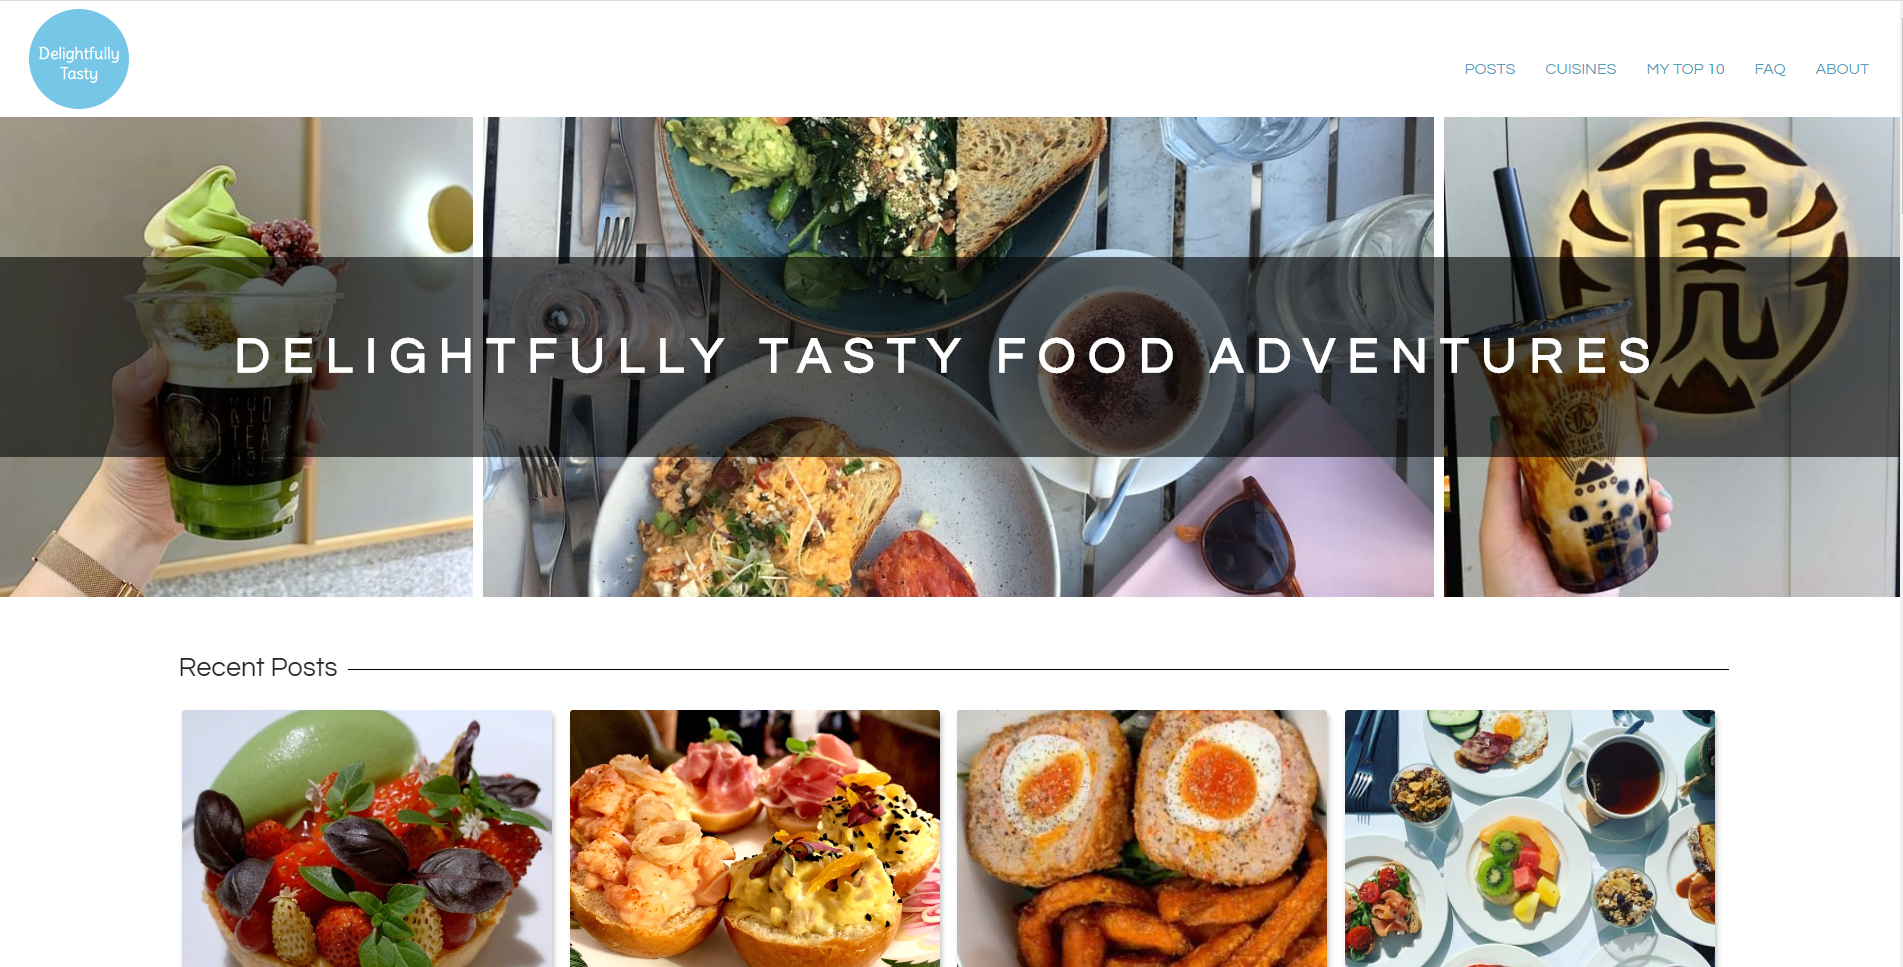 Delightfully
Tasty
POSTS CUISINES MY TOP 10 FAQ ABOUT
虎
DELIGHTFULLY TASTY FOOD ADVENTURES
KYO
TEA
HSE
TIGER
SUGAR
Recent Posts